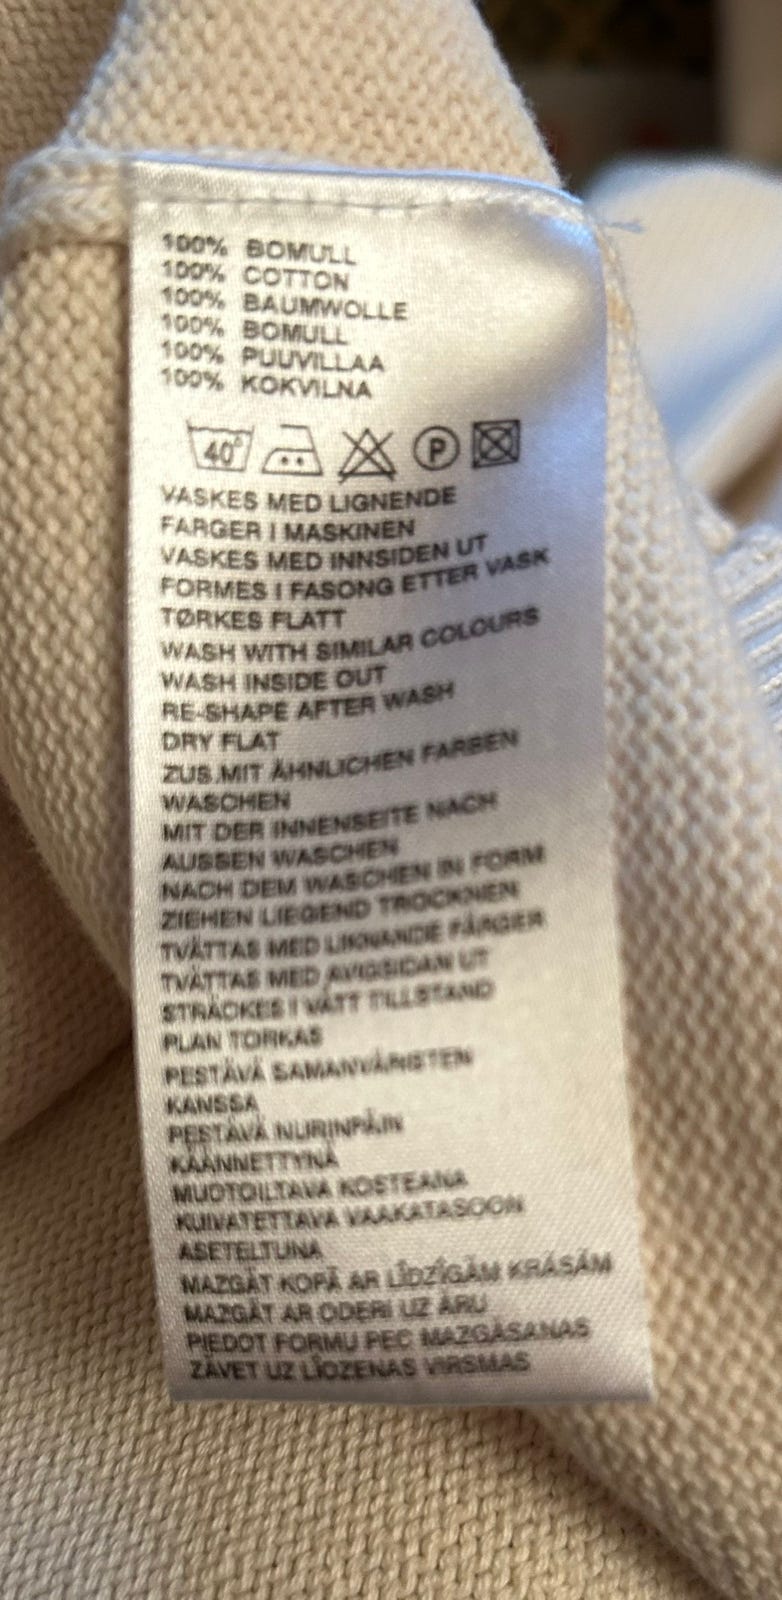 100% BOMULL
100% COTTON
100% BAUMWOLLE
100% BOMULL
100% PUUVILLAA
100% KOKVILNA
40° P
VASKES MED LIGNENDE
FARGER I MASKINEN
VASKES MED INNSIDEN UT
FORMES I FASONG ETTER VASK
TØRKES FLATT
WASH WITH SIMILAR COLOURS
WASH INSIDE OUT
RE-SHAPE AFTER WASH
DRY FLAT
ZUS.MIT ÄHNLICHEN FARBEN
WASCHEN
MIT DER INNENSEITE NACH
AUSSEN WASCHEN
NACH DEM WASCHEN IN FORM
ZIEHEN LIEGEND TROCKNEN
TVÄTTAS MED LIKNANDE FÄRGER
TVÄTTAS MED AVIGSIDAN UT
STRÄCKES I VÅTT TILLSTAND
PLAN TORKAS
PESTÄVÄ SAMANVÄRISTEN
KANSSA
PESTÄVÄ NURINPÄIN
KÄÄNNETTYNÄ
MUOTOILTAVA KOSTEANA
KUIVATETTAVA VAAKATASOON
ASETELTUNA
MAZGĀT KOPĀ AR LĪDZĪGĀM KRĀSĀM
MAZGĀT AR ODERI UZ ĀRU
PIEDOT FORMU PEC MAZGĀSANAS
ZĀVET UZ LĪDZENAS VIRSMAS